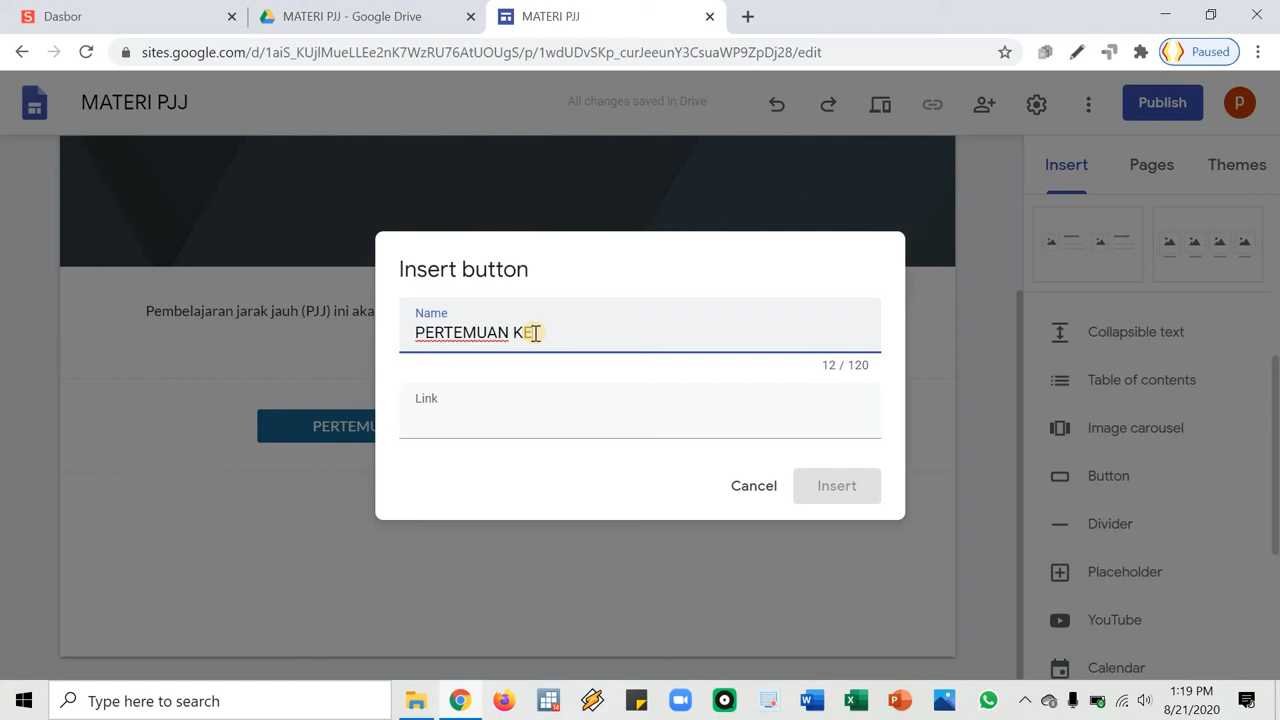 Dasbor
MATERI PJJ - Google Drive
MATERI PJJ
sites.google.com/d/1aiS_KUjlMueLLEe2nK7WzRU76AtUOUgS/p/1wdUDvSKp_curJeeunY3CsuaWP9ZpDj28/edit
Paused
MATERI PJJ
All changes saved in Drive
Publish
p
Insert
Pages
Themes
Pembelajaran jarak jauh (PJJ) ini aka
PERTEMU
Insert button
Name
PERTEMUAN KE
12 / 120
Link
Cancel
Insert
Collapsible text
Table of contents
Image carousel
Button
Divider
Placeholder
YouTube
Calendar
Type here to search
1:19 PM
8/21/2020